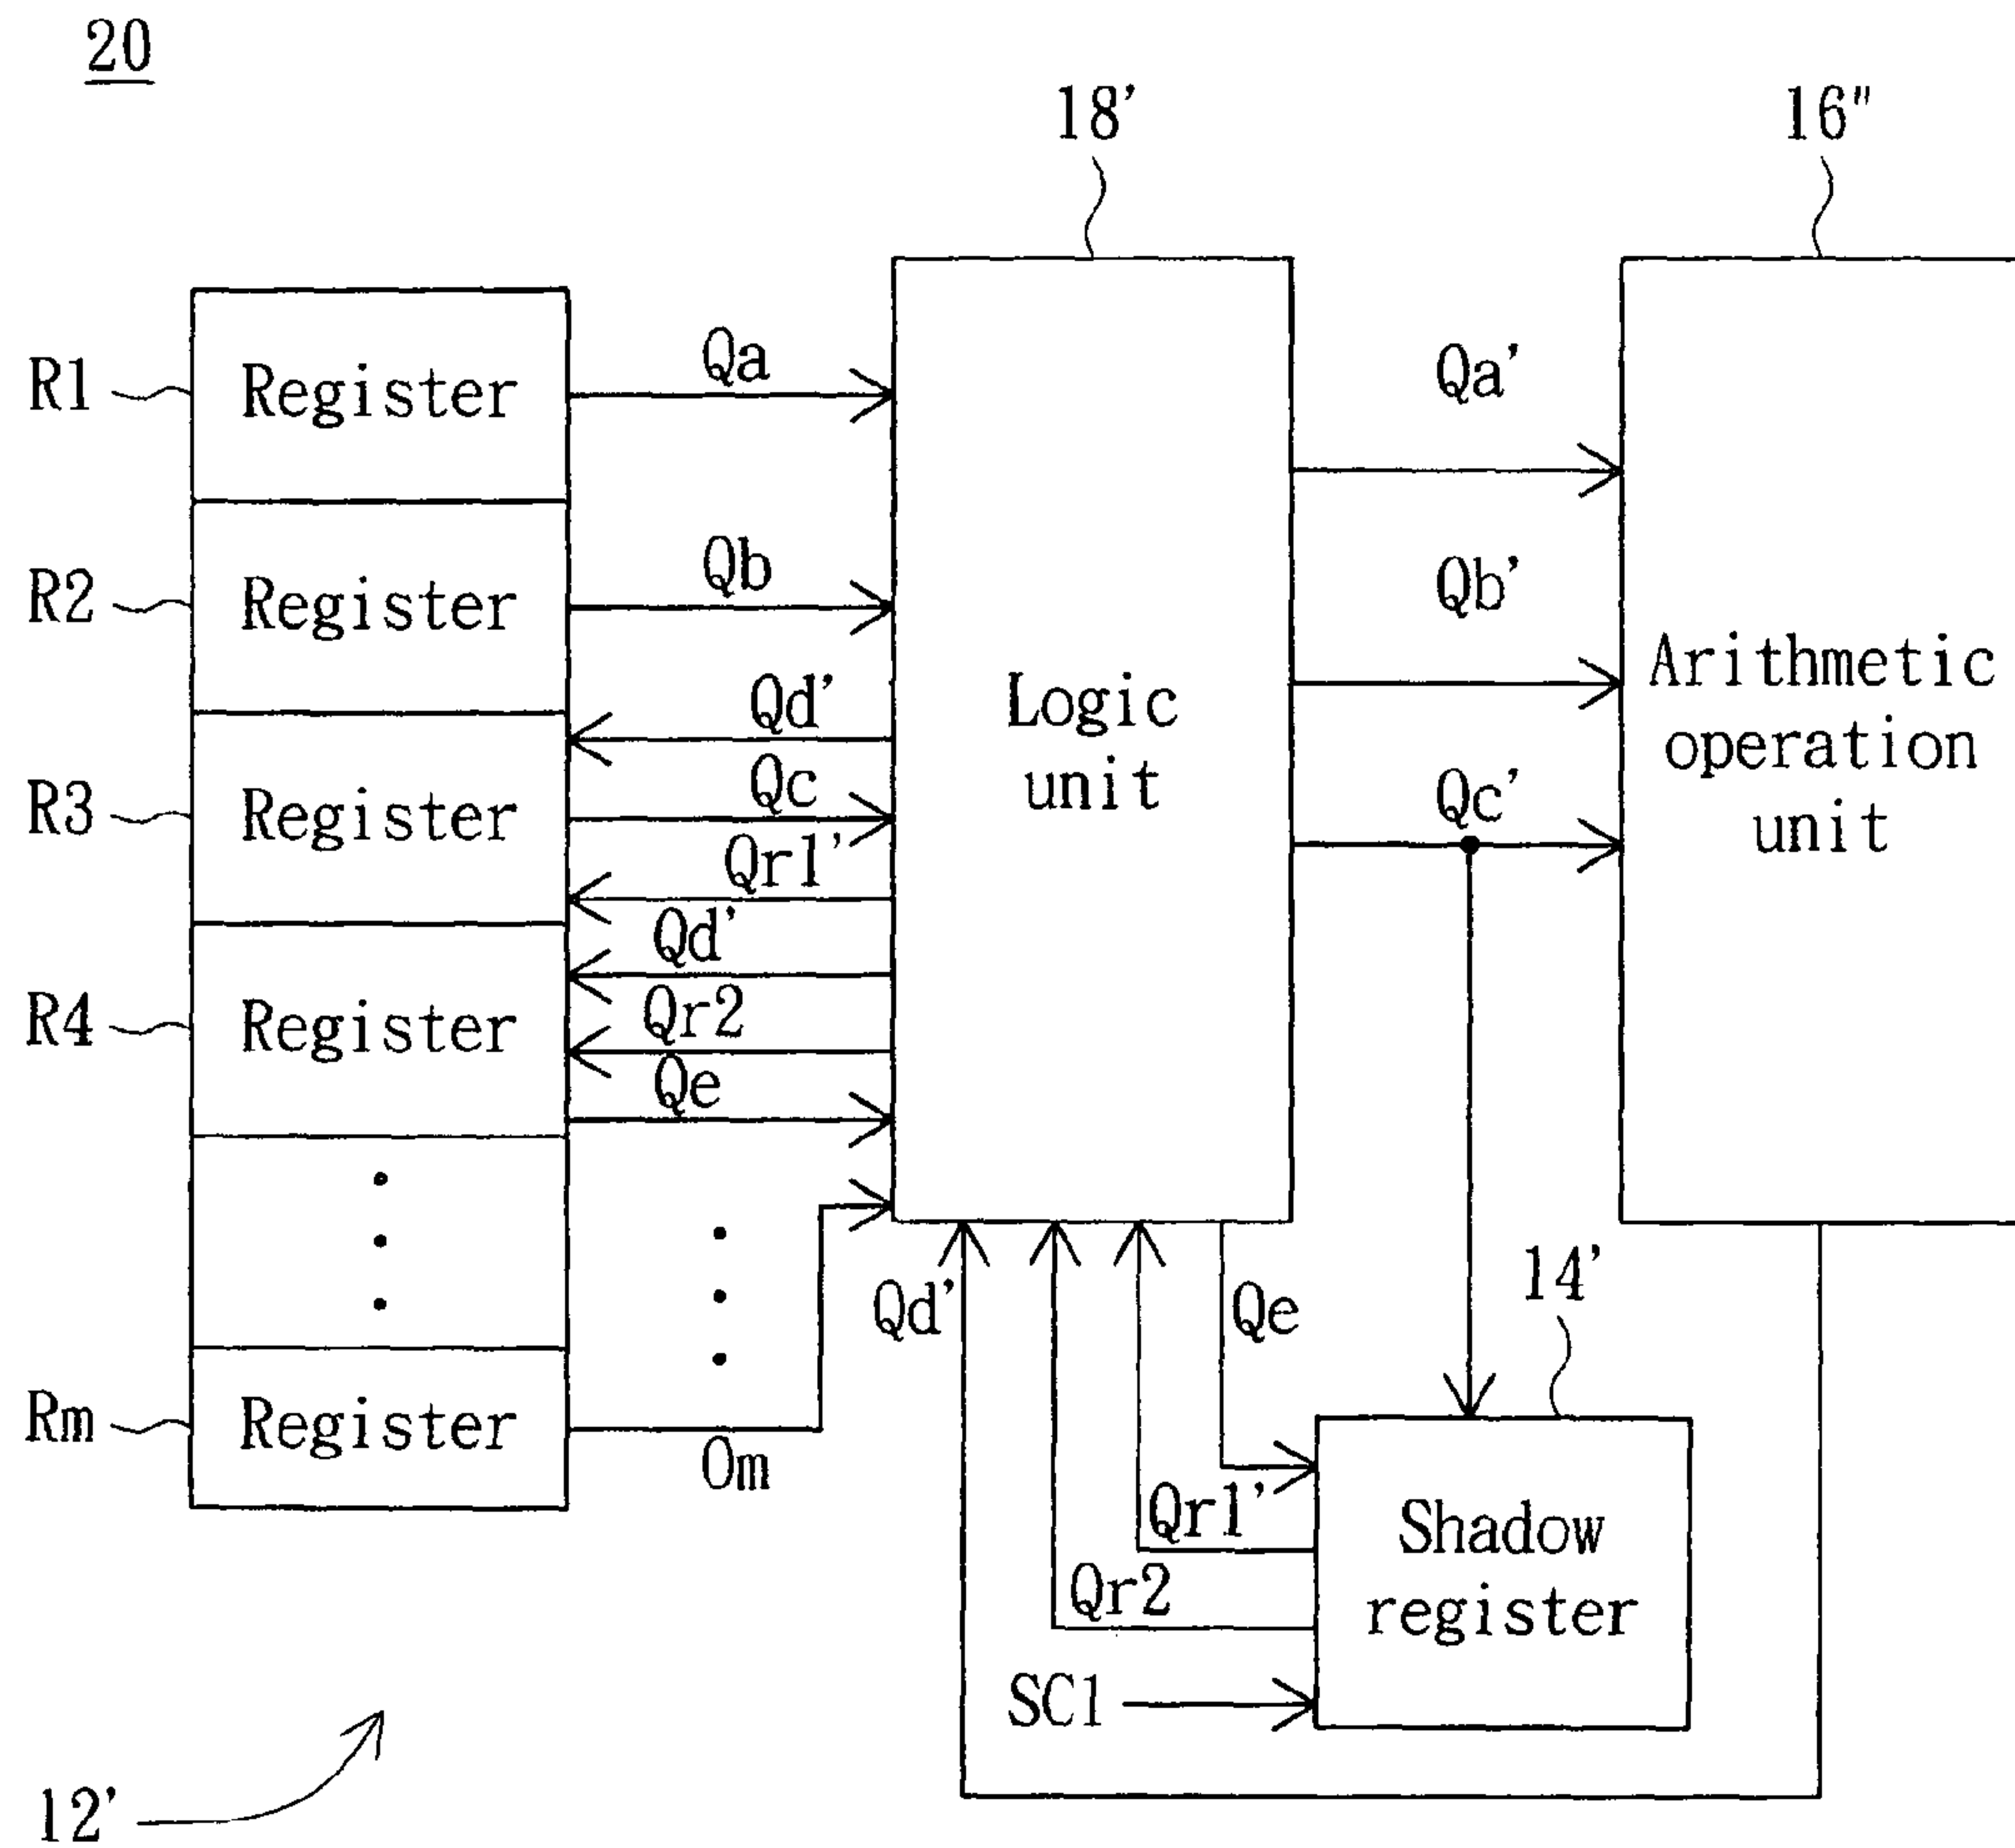 20
18'
16"
R1
Register
Qa
Qa'
R2
Register
Qb
Qb'
Qd'
R3
Register
Qc
Qr1'
Qc'
Logic
unit
Arithmetic
operation
unit
Qd'
R4
Register
Qr2
Qe
Qd'
Qe
14'
Rm
Register
Om
Qr1'
Qr2
Shadow
register
SC1
12'